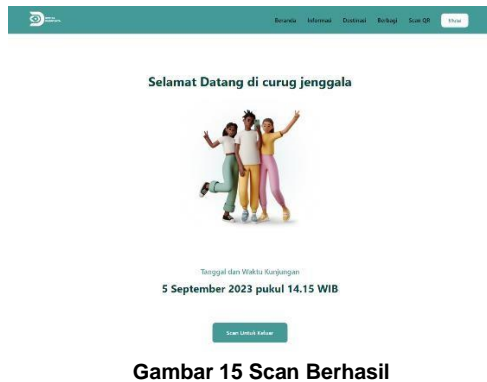 Beranda Informasi Destinasi Berbagi Scan QR
Selamat Datang di curug jenggala
Tanggal dan Waktu Kunjungan
5 September 2023 pukul 14.15 WIB
Scan Untuk Keluar
Gambar 15 Scan Berhasil